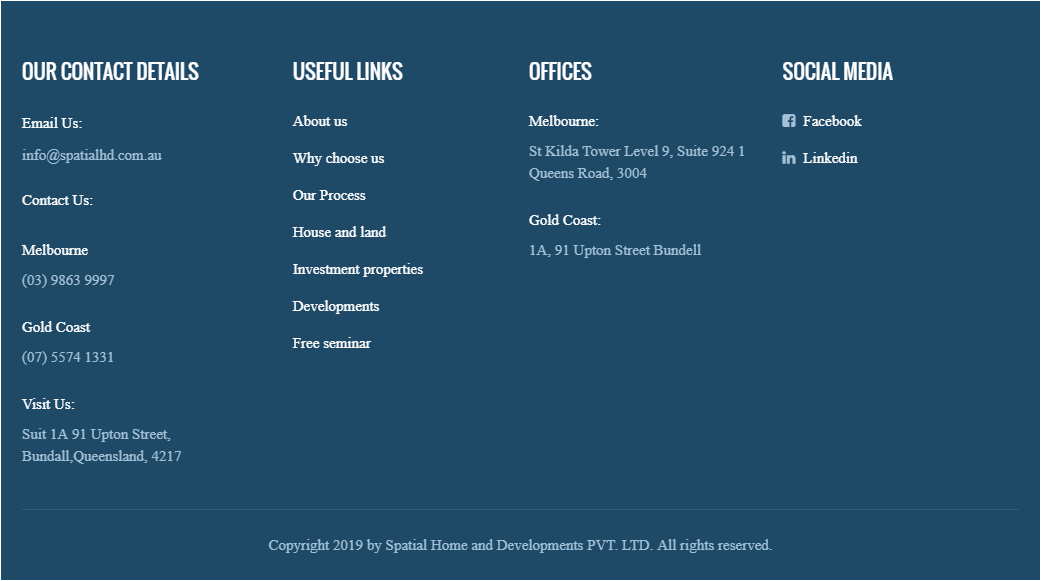 OUR CONTACT DETAILS
Email Us:
info@spatialhd.com.au
Contact Us:
Melbourne
(03) 9863 9997
Gold Coast
(07) 5574 1331
Visit Us:
Suit 1A 91 Upton Street,
Bundall,Queensland, 4217
USEFUL LINKS
About us
Why choose us
Our Process
House and land
Investment properties
Developments
Free seminar
OFFICES
Melbourne:
St Kilda Tower Level 9, Suite 924 1
Queens Road, 3004
Gold Coast:
1A, 91 Upton Street Bundell
SOCIAL MEDIA
Facebook
Linkedin
Copyright 2019 by Spatial Home and Developments PVT. LTD. All rights reserved.